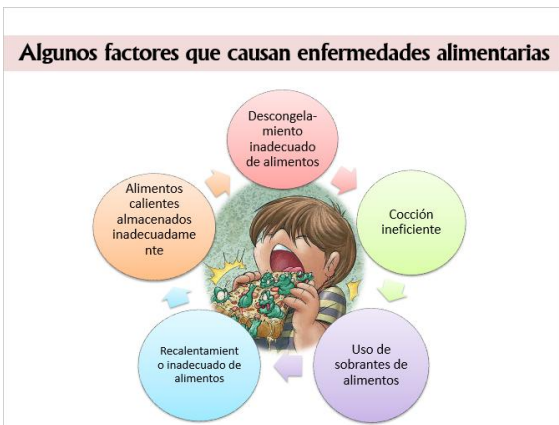 Algunos factores que causan enfermedades alimentarias
Descongela-
miento
inadecuado
de alimentos
Cocción
ineficiente
Uso de
sobrantes de
alimentos
Recalentamient
o inadecuado de
alimentos
Alimentos
calientes
almacenados
inadecuadame
nte